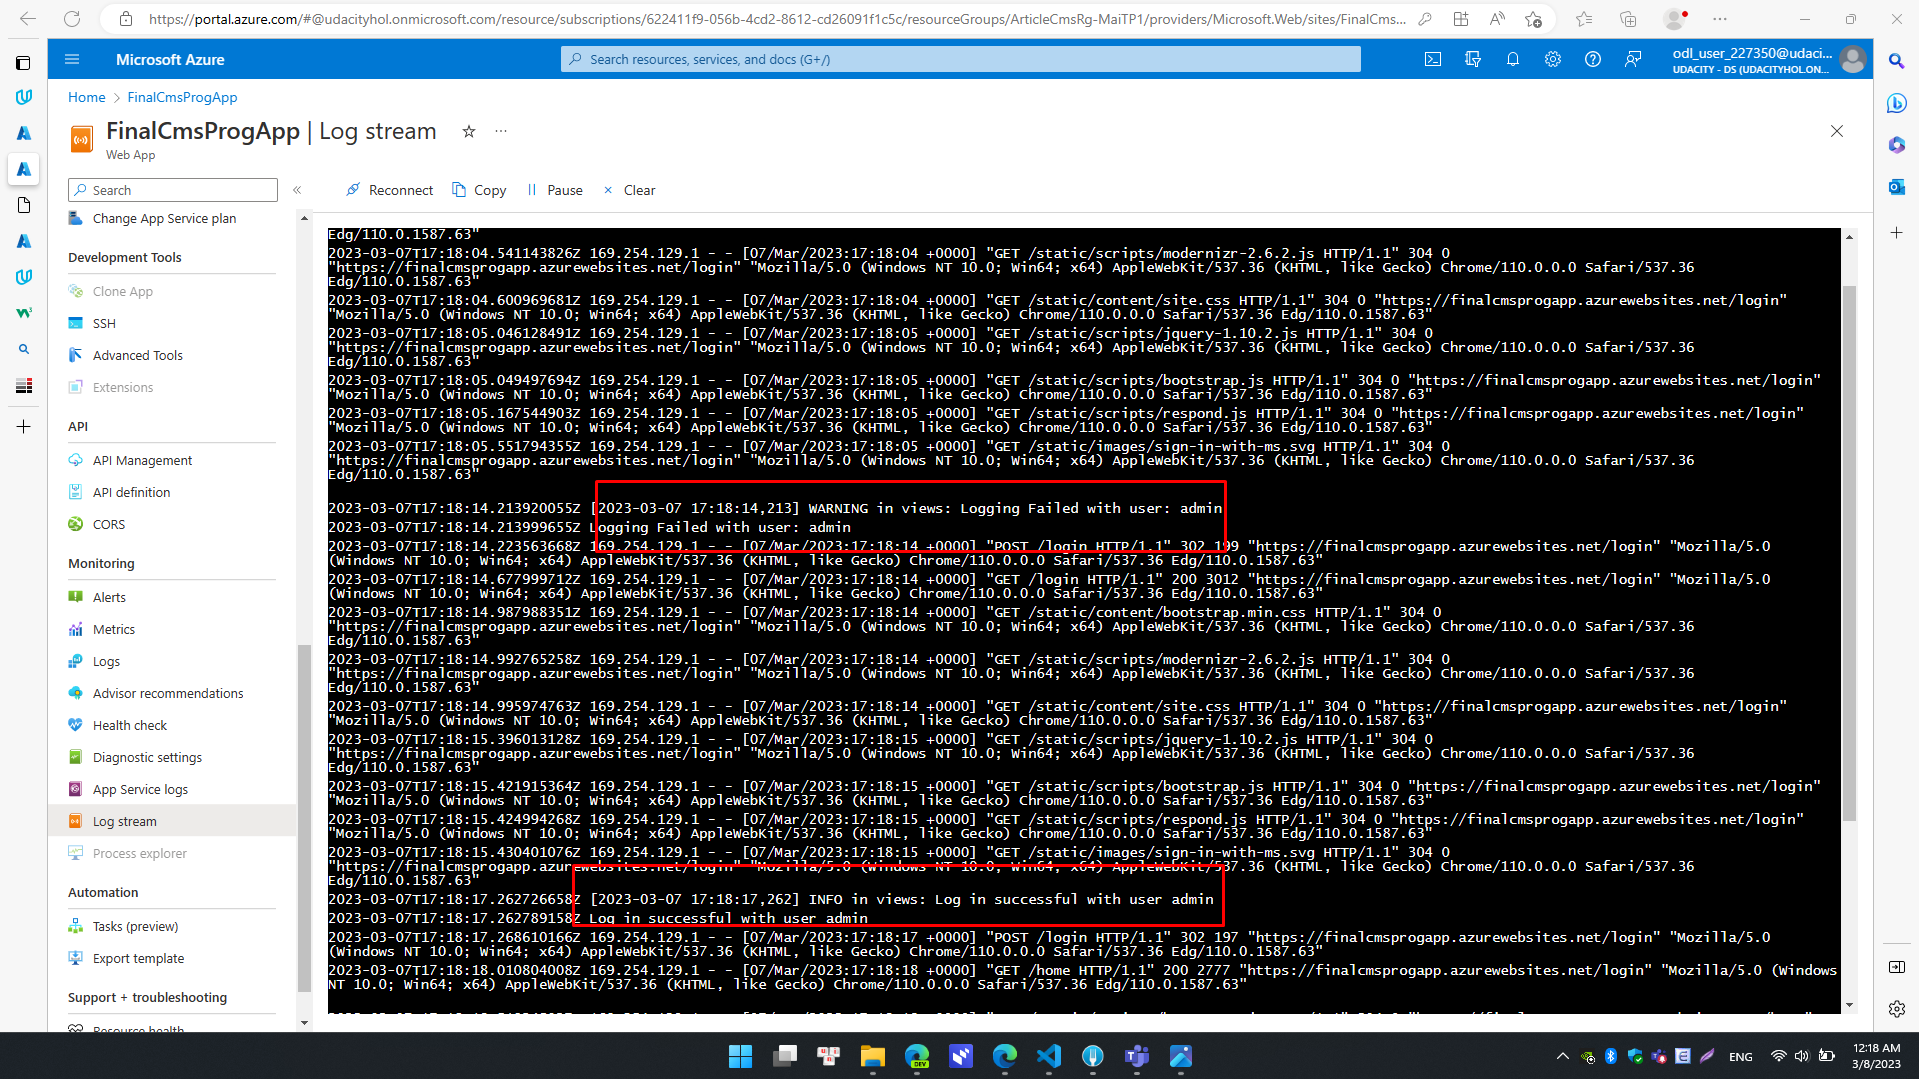 https://portal.azure.com/#@udacityhol.onmicrosoft.com/resource/subscriptions/622411f9-056b-4cd2-8612-cd26091f1c5c/resourceGroups/ArticleCmsRg-MaiTP1/providers/Microsoft.Web/sites/FinalCms...
Microsoft Azure
Search resources, services, and docs (G+/)
odl_user_227350@udaci...
UDACITY - DS (UDACITYHOL.ON...
Home > FinalCmsProgApp
FinalCmsProgApp | Log stream
Web App
Search
Reconnect
Copy
Pause
Clear
Change App Service plan
Development Tools
Clone App
SSH
Advanced Tools
Extensions
API
API Management
API definition
CORS
Monitoring
Alerts
Metrics
Logs
Advisor recommendations
Health check
Diagnostic settings
App Service logs
Log stream
Process explorer
Automation
Tasks (preview)
Export template
Support + troubleshooting
Resource health
Edg/110.0.1587.63"
2023-03-07T17:18:04.541143826Z 169.254.129.1 - - [07/Mar/2023:17:18:04 +0000] "GET /static/scripts/modernizr-2.6.2.js HTTP/1.1" 304 0
"https://finalcmsprogapp.azurewebsites.net/login" "Mozilla/5.0 (Windows NT 10.0; Win64; x64) AppleWebKit/537.36 (KHTML, like Gecko) Chrome/110.0.0.0 Safari/537.36
Edg/110.0.1587.63"
2023-03-07T17:18:04.600969681Z 169.254.129.1 - - [07/Mar/2023:17:18:04 +0000] "GET /static/content/site.css HTTP/1.1" 304 0 "https://finalcmsprogapp.azurewebsites.net/login"
"Mozilla/5.0 (Windows NT 10.0; Win64; x64) AppleWebKit/537.36 (KHTML, like Gecko) Chrome/110.0.0.0 Safari/537.36 Edg/110.0.1587.63"
2023-03-07T17:18:05.046128491Z 169.254.129.1 - - [07/Mar/2023:17:18:05 +0000] "GET /static/scripts/jquery-1.10.2.js HTTP/1.1" 304 0
"https://finalcmsprogapp.azurewebsites.net/login" "Mozilla/5.0 (Windows NT 10.0; Win64; x64) AppleWebKit/537.36 (KHTML, like Gecko) Chrome/110.0.0.0 Safari/537.36
Edg/110.0.1587.63"
2023-03-07T17:18:05.049497694Z 169.254.129.1 - - [07/Mar/2023:17:18:05 +0000] "GET /static/scripts/bootstrap.js HTTP/1.1" 304 0 "https://finalcmsprogapp.azurewebsites.net/login"
"Mozilla/5.0 (Windows NT 10.0; Win64; x64) AppleWebKit/537.36 (KHTML, like Gecko) Chrome/110.0.0.0 Safari/537.36 Edg/110.0.1587.63"
2023-03-07T17:18:05.167544903Z 169.254.129.1 - - [07/Mar/2023:17:18:05 +0000] "GET /static/scripts/respond.js HTTP/1.1" 304 0 "https://finalcmsprogapp.azurewebsites.net/login"
"Mozilla/5.0 (Windows NT 10.0; Win64; x64) AppleWebKit/537.36 (KHTML, like Gecko) Chrome/110.0.0.0 Safari/537.36 Edg/110.0.1587.63"
2023-03-07T17:18:05.551794355Z 169.254.129.1 - - [07/Mar/2023:17:18:05 +0000] "GET /static/images/sign-in-with-ms.svg HTTP/1.1" 304 0
"https://finalcmsprogapp.azurewebsites.net/login" "Mozilla/5.0 (Windows NT 10.0; Win64; x64) AppleWebKit/537.36 (KHTML, like Gecko) Chrome/110.0.0.0 Safari/537.36
Edg/110.0.1587.63"
2023-03-07T17:18:14.213920055Z [2023-03-07 17:18:14,213] WARNING in views: Logging Failed with user: admin
2023-03-07T17:18:14.213999655Z Logging Failed with user: admin
2023-03-07T17:18:14.223563668Z 169.254.129.1 - - [07/Mar/2023:17:18:14 +0000] "POST /login HTTP/1.1" 302 199 "https://finalcmsprogapp.azurewebsites.net/login" "Mozilla/5.0
(Windows NT 10.0; Win64; x64) AppleWebKit/537.36 (KHTML, like Gecko) Chrome/110.0.0.0 Safari/537.36 Edg/110.0.1587.63"
2023-03-07T17:18:14.677999712Z 169.254.129.1 - - [07/Mar/2023:17:18:14 +0000] "GET /login HTTP/1.1" 200 3012 "https://finalcmsprogapp.azurewebsites.net/login" "Mozilla/5.0
(Windows NT 10.0; Win64; x64) AppleWebKit/537.36 (KHTML, like Gecko) Chrome/110.0.0.0 Safari/537.36 Edg/110.0.1587.63"
2023-03-07T17:18:14.987988351Z 169.254.129.1 - - [07/Mar/2023:17:18:14 +0000] "GET /static/content/bootstrap.min.css HTTP/1.1" 304 0
"https://finalcmsprogapp.azurewebsites.net/login" "Mozilla/5.0 (Windows NT 10.0; Win64; x64) AppleWebKit/537.36 (KHTML, like Gecko) Chrome/110.0.0.0 Safari/537.36
Edg/110.0.1587.63"
2023-03-07T17:18:14.992765258Z 169.254.129.1 - - [07/Mar/2023:17:18:14 +0000] "GET /static/scripts/modernizr-2.6.2.js HTTP/1.1" 304 0
"https://finalcmsprogapp.azurewebsites.net/login" "Mozilla/5.0 (Windows NT 10.0; Win64; x64) AppleWebKit/537.36 (KHTML, like Gecko) Chrome/110.0.0.0 Safari/537.36
Edg/110.0.1587.63"
2023-03-07T17:18:14.995974763Z 169.254.129.1 - - [07/Mar/2023:17:18:14 +0000] "GET /static/content/site.css HTTP/1.1" 304 0 "https://finalcmsprogapp.azurewebsites.net/login"
"Mozilla/5.0 (Windows NT 10.0; Win64; x64) AppleWebKit/537.36 (KHTML, like Gecko) Chrome/110.0.0.0 Safari/537.36 Edg/110.0.1587.63"
2023-03-07T17:18:15.396013128Z 169.254.129.1 - - [07/Mar/2023:17:18:15 +0000] "GET /static/scripts/jquery-1.10.2.js HTTP/1.1" 304 0
"https://finalcmsprogapp.azurewebsites.net/login" "Mozilla/5.0 (Windows NT 10.0; Win64; x64) AppleWebKit/537.36 (KHTML, like Gecko) Chrome/110.0.0.0 Safari/537.36
Edg/110.0.1587.63"
2023-03-07T17:18:15.421915364Z 169.254.129.1 - - [07/Mar/2023:17:18:15 +0000] "GET /static/scripts/bootstrap.js HTTP/1.1" 304 0 "https://finalcmsprogapp.azurewebsites.net/login"
"Mozilla/5.0 (Windows NT 10.0; Win64; x64) AppleWebKit/537.36 (KHTML, like Gecko) Chrome/110.0.0.0 Safari/537.36 Edg/110.0.1587.63"
2023-03-07T17:18:15.424994268Z 169.254.129.1 - - [07/Mar/2023:17:18:15 +0000] "GET /static/scripts/respond.js HTTP/1.1" 304 0 "https://finalcmsprogapp.azurewebsites.net/login"
"Mozilla/5.0 (Windows NT 10.0; Win64; x64) AppleWebKit/537.36 (KHTML, like Gecko) Chrome/110.0.0.0 Safari/537.36 Edg/110.0.1587.63"
2023-03-07T17:18:15.430401076Z 169.254.129.1 - - [07/Mar/2023:17:18:15 +0000] "GET /static/images/sign-in-with-ms.svg HTTP/1.1" 304 0
"https://finalcmsprogapp.azurewebsites.net/login" "Mozilla/5.0 (Windows NT 10.0; Win64; x64) AppleWebKit/537.36 (KHTML, like Gecko) Chrome/110.0.0.0 Safari/537.36
Edg/110.0.1587.63"
2023-03-07T17:18:17.262726658Z [2023-03-07 17:18:17,262] INFO in views: Log in successful with user admin
2023-03-07T17:18:17.262789158Z Log in successful with user admin
2023-03-07T17:18:17.268610166Z 169.254.129.1 - - [07/Mar/2023:17:18:17 +0000] "POST /login HTTP/1.1" 302 197 "https://finalcmsprogapp.azurewebsites.net/login" "Mozilla/5.0
(Windows NT 10.0; Win64; x64) AppleWebKit/537.36 (KHTML, like Gecko) Chrome/110.0.0.0 Safari/537.36 Edg/110.0.1587.63"
2023-03-07T17:18:18.010804008Z 169.254.129.1 - - [07/Mar/2023:17:18:18 +0000] "GET /home HTTP/1.1" 200 2777 "https://finalcmsprogapp.azurewebsites.net/login" "Mozilla/5.0 (Windows
NT 10.0; Win64; x64) AppleWebKit/537.36 (KHTML, like Gecko) Chrome/110.0.0.0 Safari/537.36 Edg/110.0.1587.63"
ENG
12:18 AM
3/8/2023